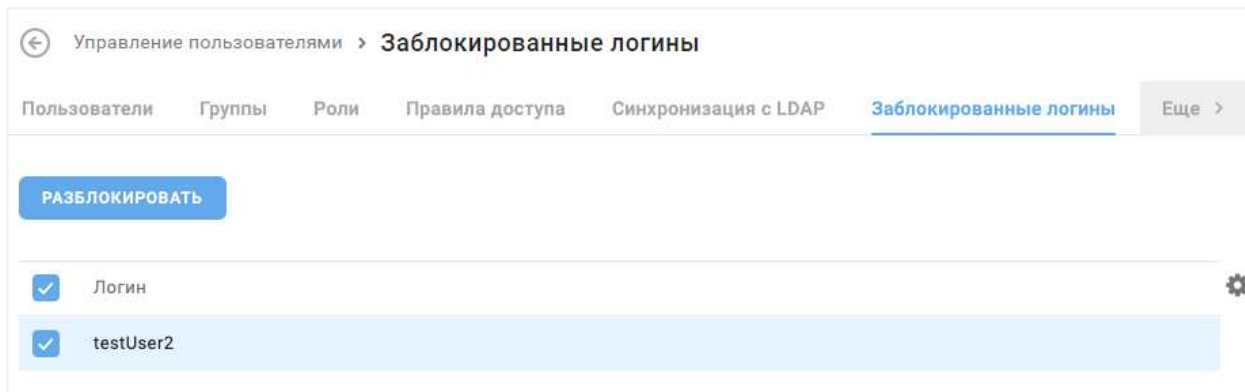 Управление пользователями > Заблокированные логины
Пользователи Группы Роли Правила доступа Синхронизация с LDAP Заблокированные логины Еще >
РАЗБЛОКИРОВАТЬ
Логин
testUser2